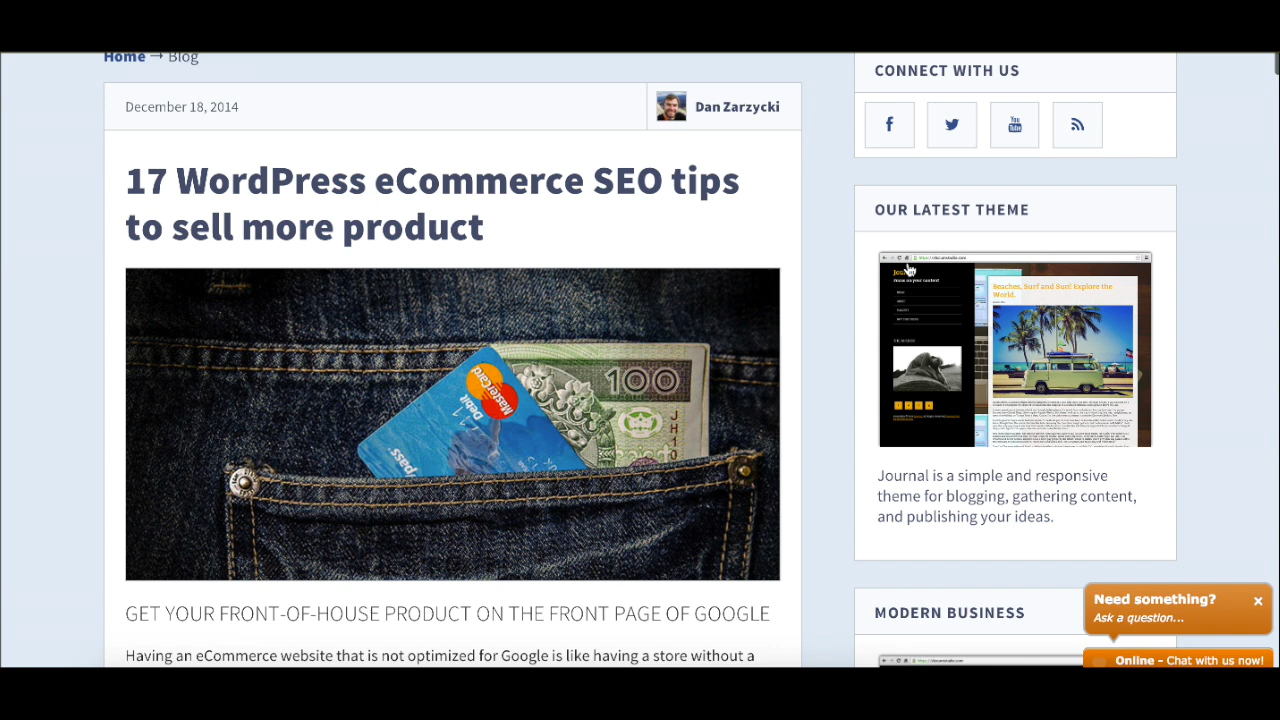 Home → Blog
December 18, 2014
Dan Zarzycki
17 WordPress eCommerce SEO tips
to sell more product
Debit
MasterCard
100
GET YOUR FRONT-OF-HOUSE PRODUCT ON THE FRONT PAGE OF GOOGLE
Having an eCommerce website that is not optimized for Google is like having a store without a
CONNECT WITH US
You
Tube
OUR LATEST THEME
Beaches, Surf and Sun! Explore the
World.
Journal is a simple and responsive
theme for blogging, gathering content,
and publishing your ideas.
MODERN BUSINESS
Need something?
Ask a question...
Online – Chat with us now!